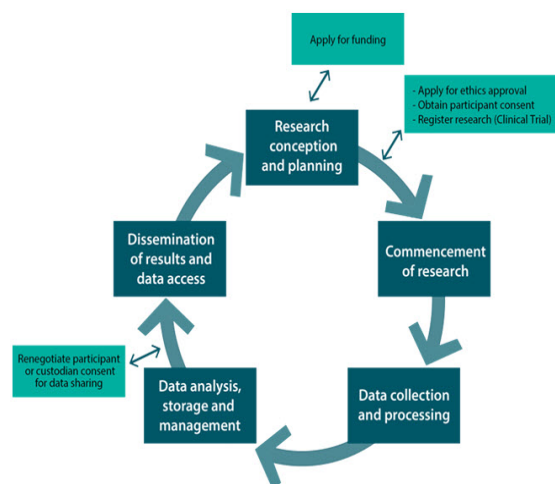 Apply for funding
- Apply for ethics approval
- Obtain participant consent
- Register research (Clinical Trial)
Research
conception
and planning
Commencement
of research
Data collection
and processing
Data analysis,
storage and
management
Renegotiate participant
or custodian consent
for data sharing
Dissemination
of results and
data access